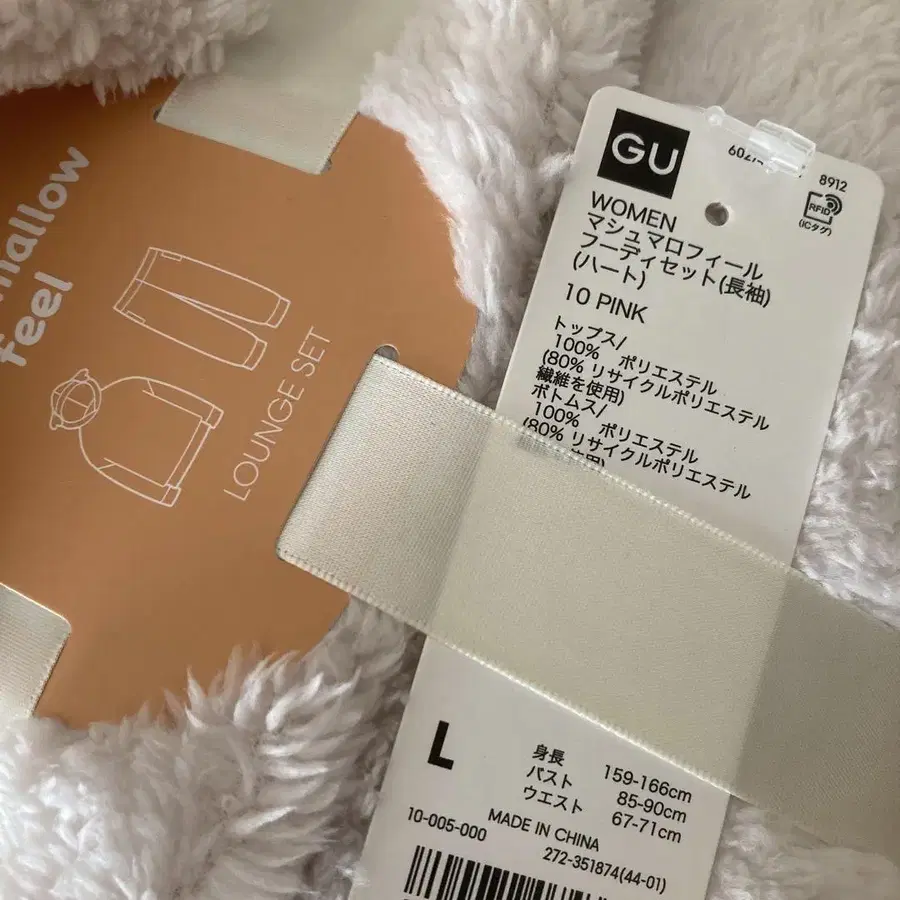 feel
LOUNGE SET
GU
8912
RFID
(ICタグ)
WOMEN
マシュマロフィール
フーディセット(長袖)
(ハート)
10 PINK
トップス/
100% ポリエステル
(80% リサイクルポリエステル
繊維を使用)
ボトムス/
100% ポリエステル
(80% リサイクルポリエステル
L
身長 159-166cm
バスト 85-90cm
ウエスト 67-71cm
MADE IN CHINA
10-005-000
272-351874(44-01)